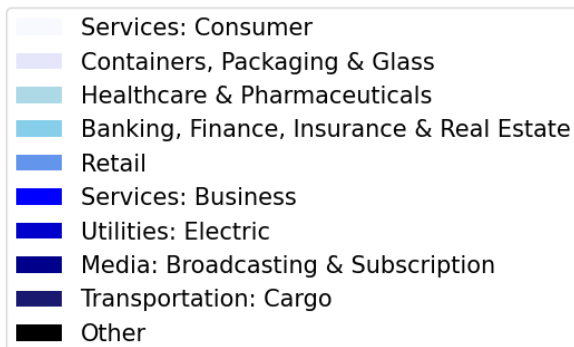 Services: Consumer
Containers, Packaging & Glass
Healthcare & Pharmaceuticals
Banking, Finance, Insurance & Real Estate
Retail
Services: Business
Utilities: Electric
Media: Broadcasting & Subscription
Transportation: Cargo
Other